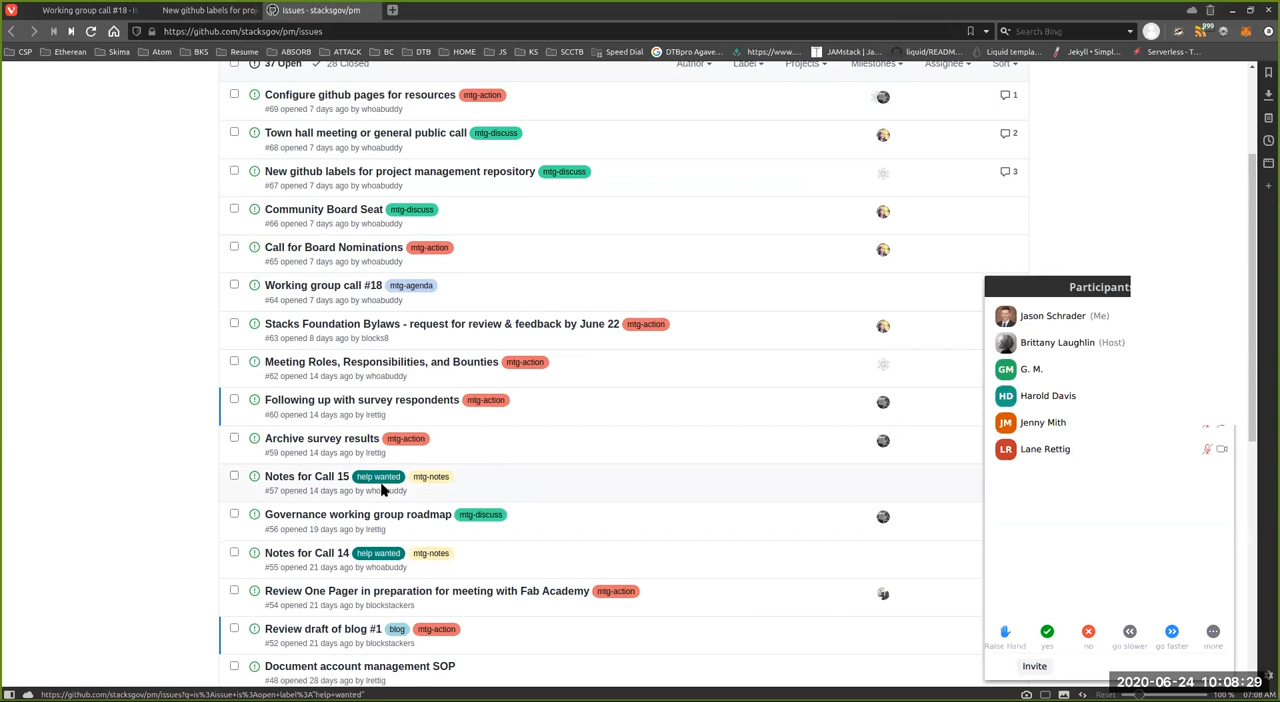 Working group call #18 - Is
New github labels for pro
Issues · stacksgov/pm
https://github.com/stacksgov/pm/issues
Search Bing
999
CSP
Etherean
Skima
Atom
BKS
Resume
ABSORB
ATTACK
BC
DTB
HOME
JS
KS
SCCTB
Speed Dial
DTBpro Agave...
https://www....
JAMstack | Ja...
liquid/READM...
Liquid templa...
Jekyll • Simpl...
Serverless - T...
37 Open 28 Closed
Author Label Projects Milestones Assignee Sort
Configure github pages for resources mtg-action
1
#69 opened 7 days ago by whoabuddy
Town hall meeting or general public call mtg-discuss
2
#68 opened 7 days ago by whoabuddy
New github labels for project management repository mtg-discuss
3
#67 opened 7 days ago by whoabuddy
Community Board Seat mtg-discuss
#66 opened 7 days ago by whoabuddy
Call for Board Nominations mtg-action
#65 opened 7 days ago by whoabuddy
Working group call #18 mtg-agenda
#64 opened 7 days ago by whoabuddy
Stacks Foundation Bylaws - request for review & feedback by June 22 mtg-action
#63 opened 8 days ago by blocks8
Meeting Roles, Responsibilities, and Bounties mtg-action
#62 opened 14 days ago by whoabuddy
Following up with survey respondents mtg-action
#60 opened 14 days ago by lrettig
Archive survey results mtg-action
#59 opened 14 days ago by lrettig
Notes for Call 15 help wanted mtg-notes
#57 opened 14 days ago by whoabuddy
Governance working group roadmap mtg-discuss
#56 opened 19 days ago by lrettig
Notes for Call 14 help wanted mtg-notes
#55 opened 21 days ago by whoabuddy
Review One Pager in preparation for meeting with Fab Academy mtg-action
#54 opened 21 days ago by blockstackers
Review draft of blog #1 blog mtg-action
#52 opened 21 days ago by blockstackers
Document account management SOP
#48 opened 28 days ago by lrettig
Participants
Jason Schrader (Me)
Brittany Laughlin (Host)
GM G. M.
HD Harold Davis
JM Jenny Mith
LR Lane Rettig
Raise Hand yes no go slower go faster more
Invite
2020-06-24 10:08:29
https://github.com/stacksgov/pm/issues?q=is%3Aissue+is%3Aopen+label%3A"help+wanted"
Reset 100 % 07:08 AM